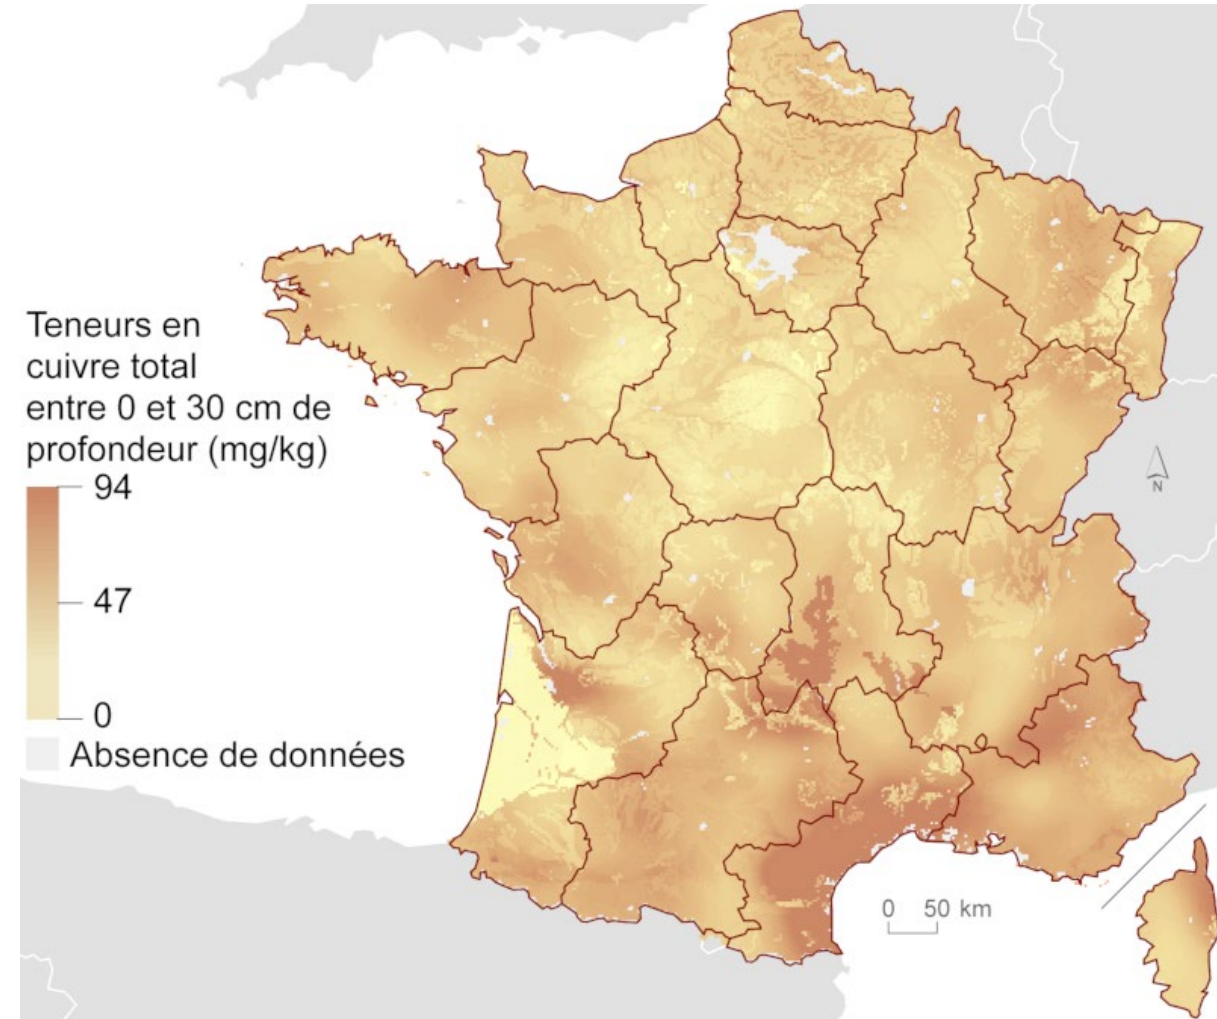 Teneurs en
cuivre total
entre 0 et 30 cm de
profondeur (mg/kg)
94
47
0
Absence de données
N
0 50 km